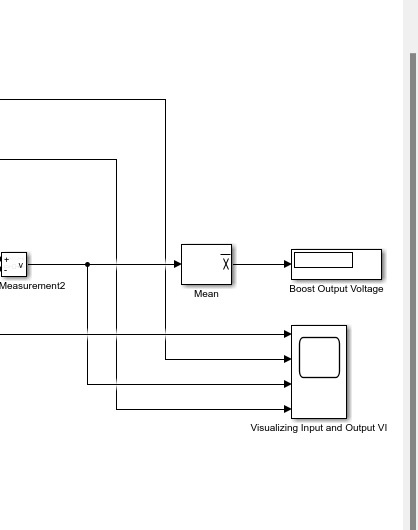 +
-
v
Measurement2
X
Mean
Boost Output Voltage
Visualizing Input and Output VI